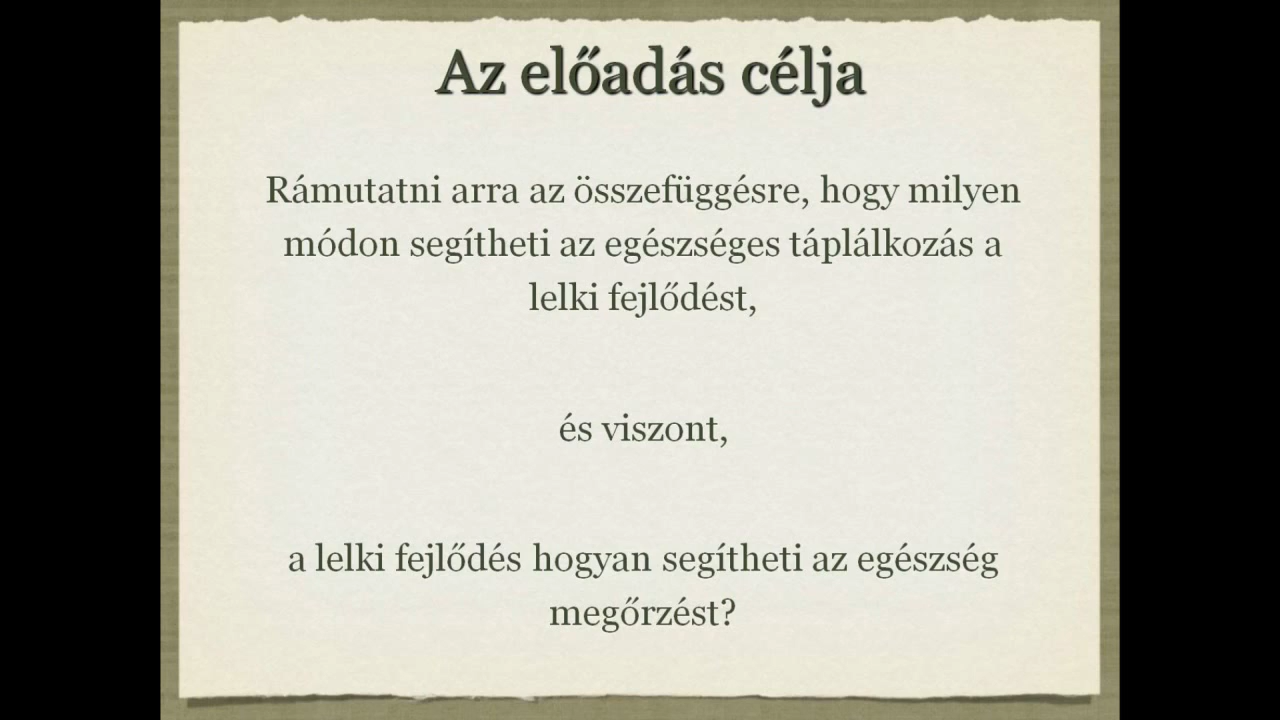 Az előadás célja
Rámutatni arra az összefüggésre, hogy milyen
módon segítheti az egészséges táplálkozás a
lelki fejlődést,
és viszont,
a lelki fejlődés hogyan segítheti az egészség
megőrzést?